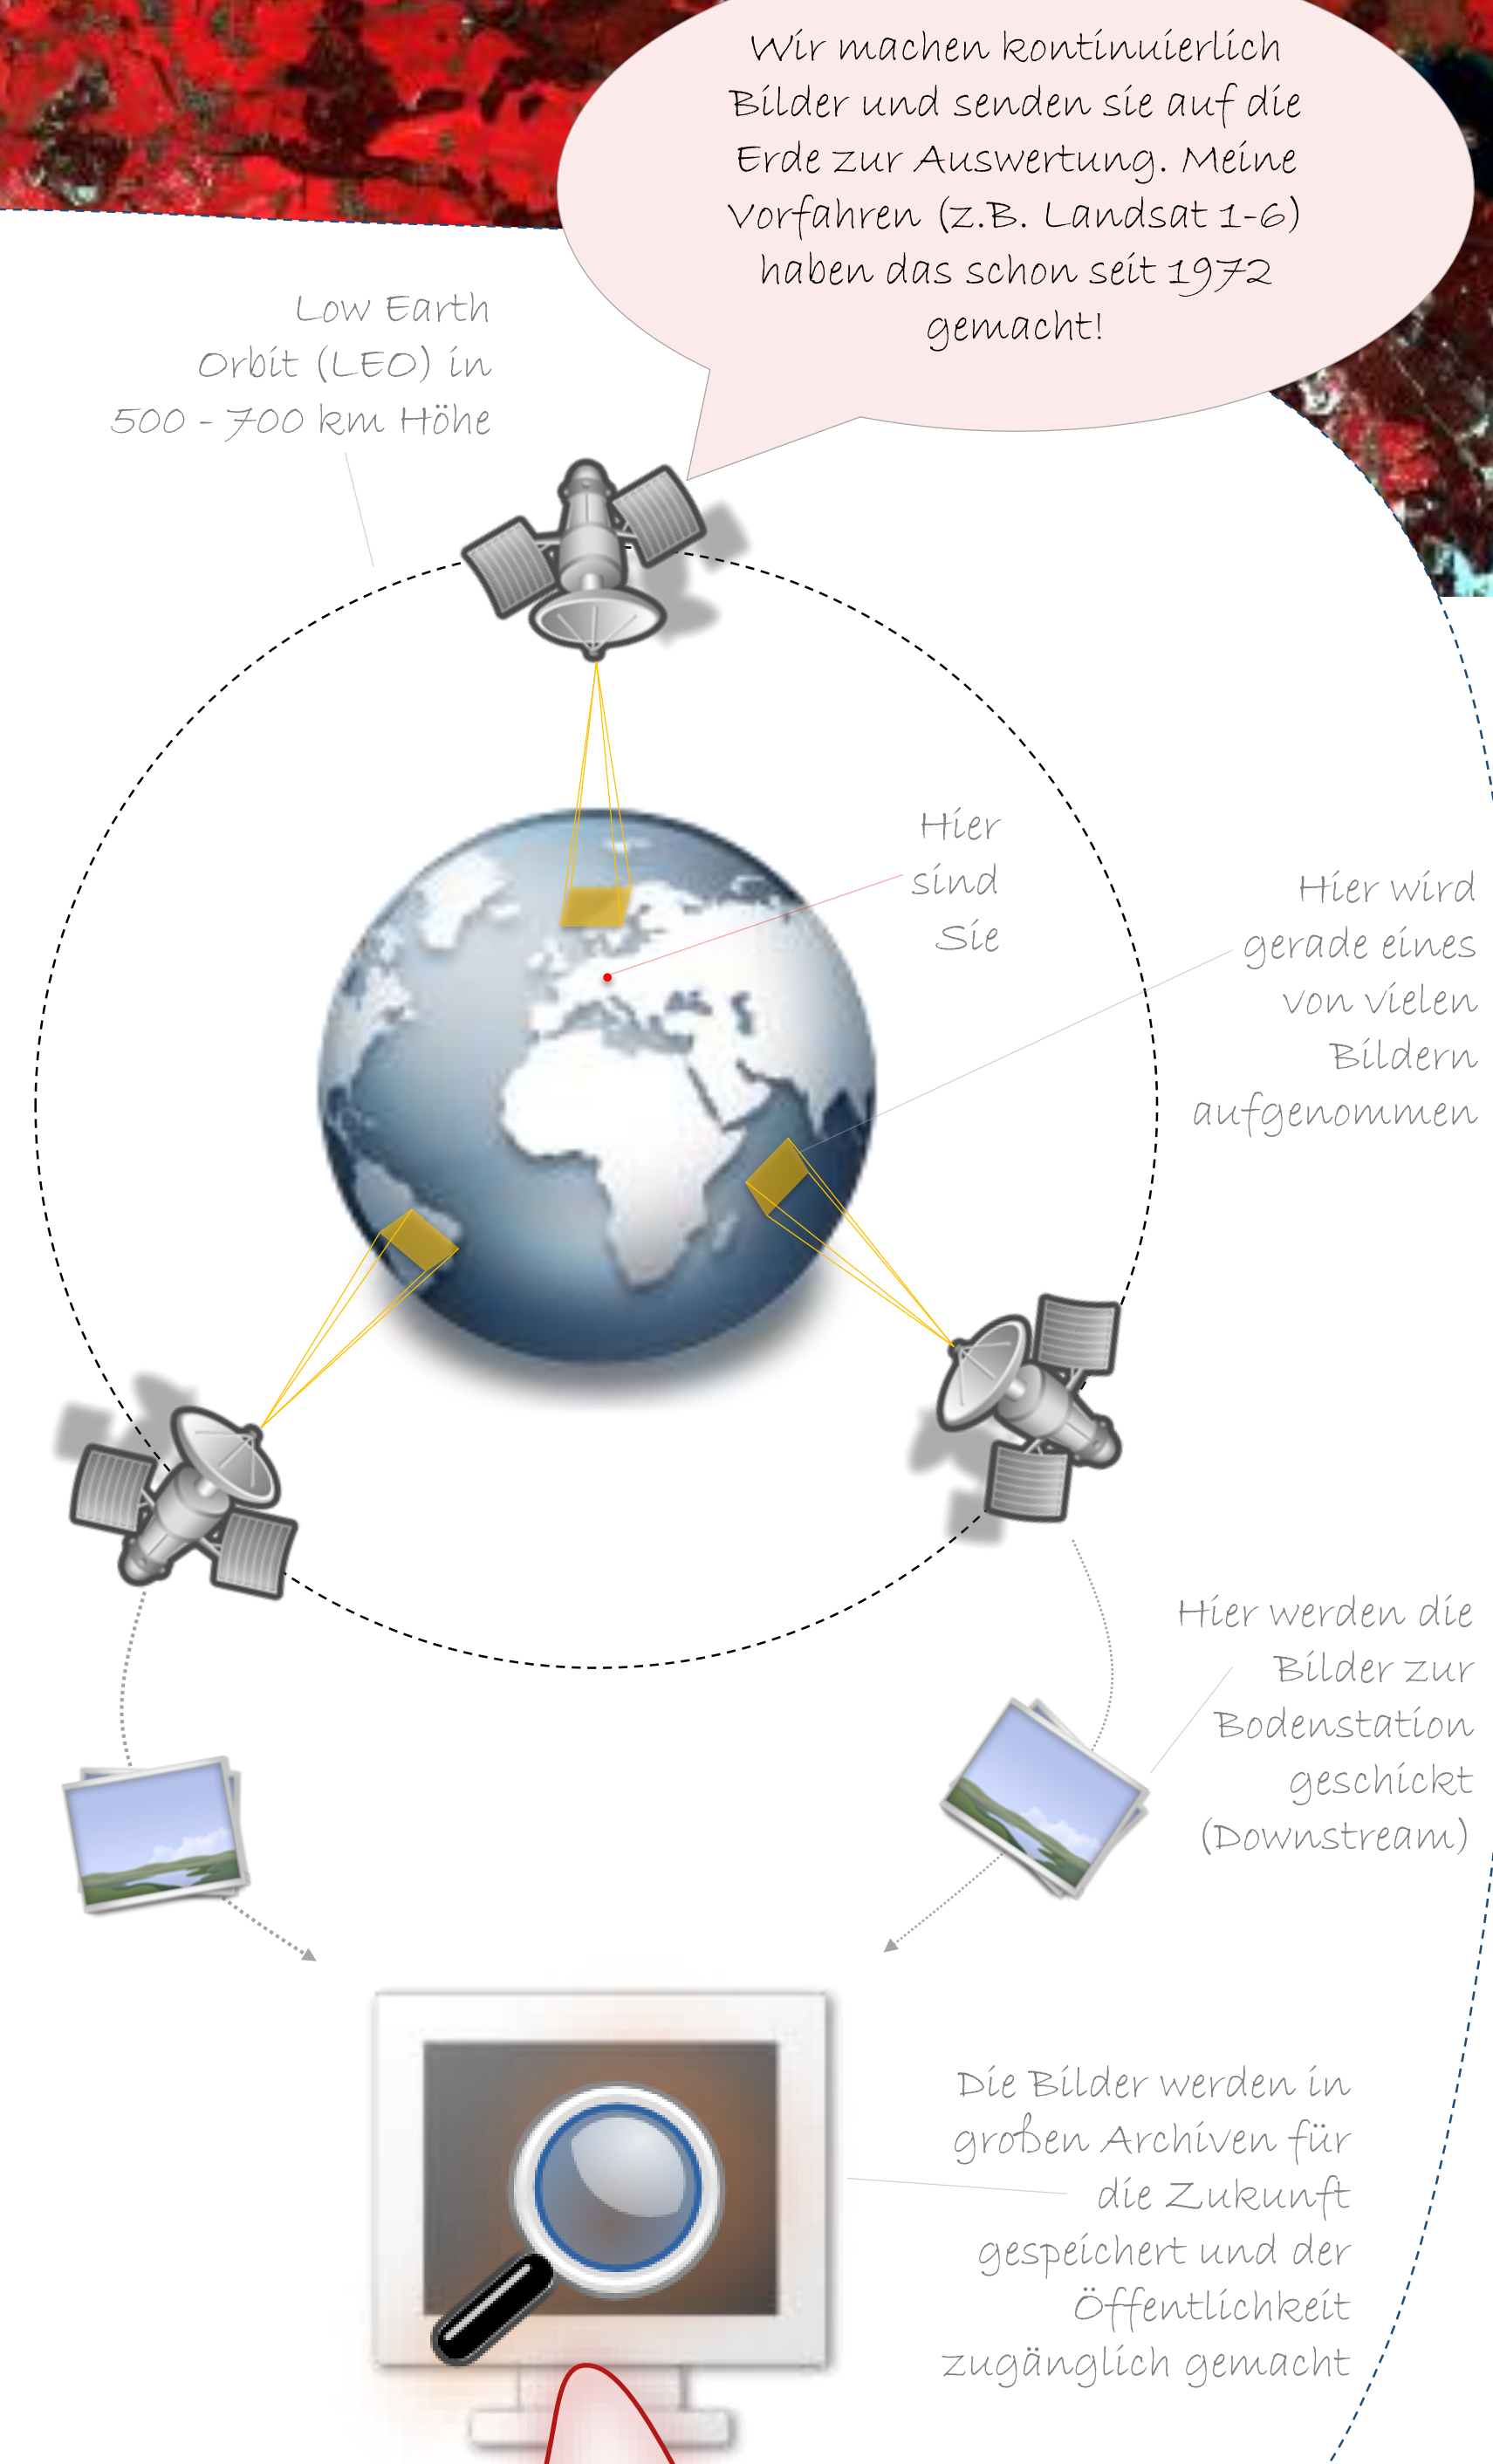 Wir machen kontinuierlich
Bilder und senden sie auf die
Erde zur Auswertung. Meine
Vorfahren (z.B. Landsat 1-6)
haben das schon seit 1972
gemacht!
Low Earth
Orbit (LEO) in
500 - 700 km Höhe
Hier
sind
Sie
Hier wird
gerade eines
von vielen
Bildern
aufgenommen
Hier werden die
Bilder zur
Bodenstation
geschickt
(Downstream)
Die Bilder werden in
großen Archiven für
die Zukunft
gespeichert und der
Öffentlichkeit
zugänglich gemacht